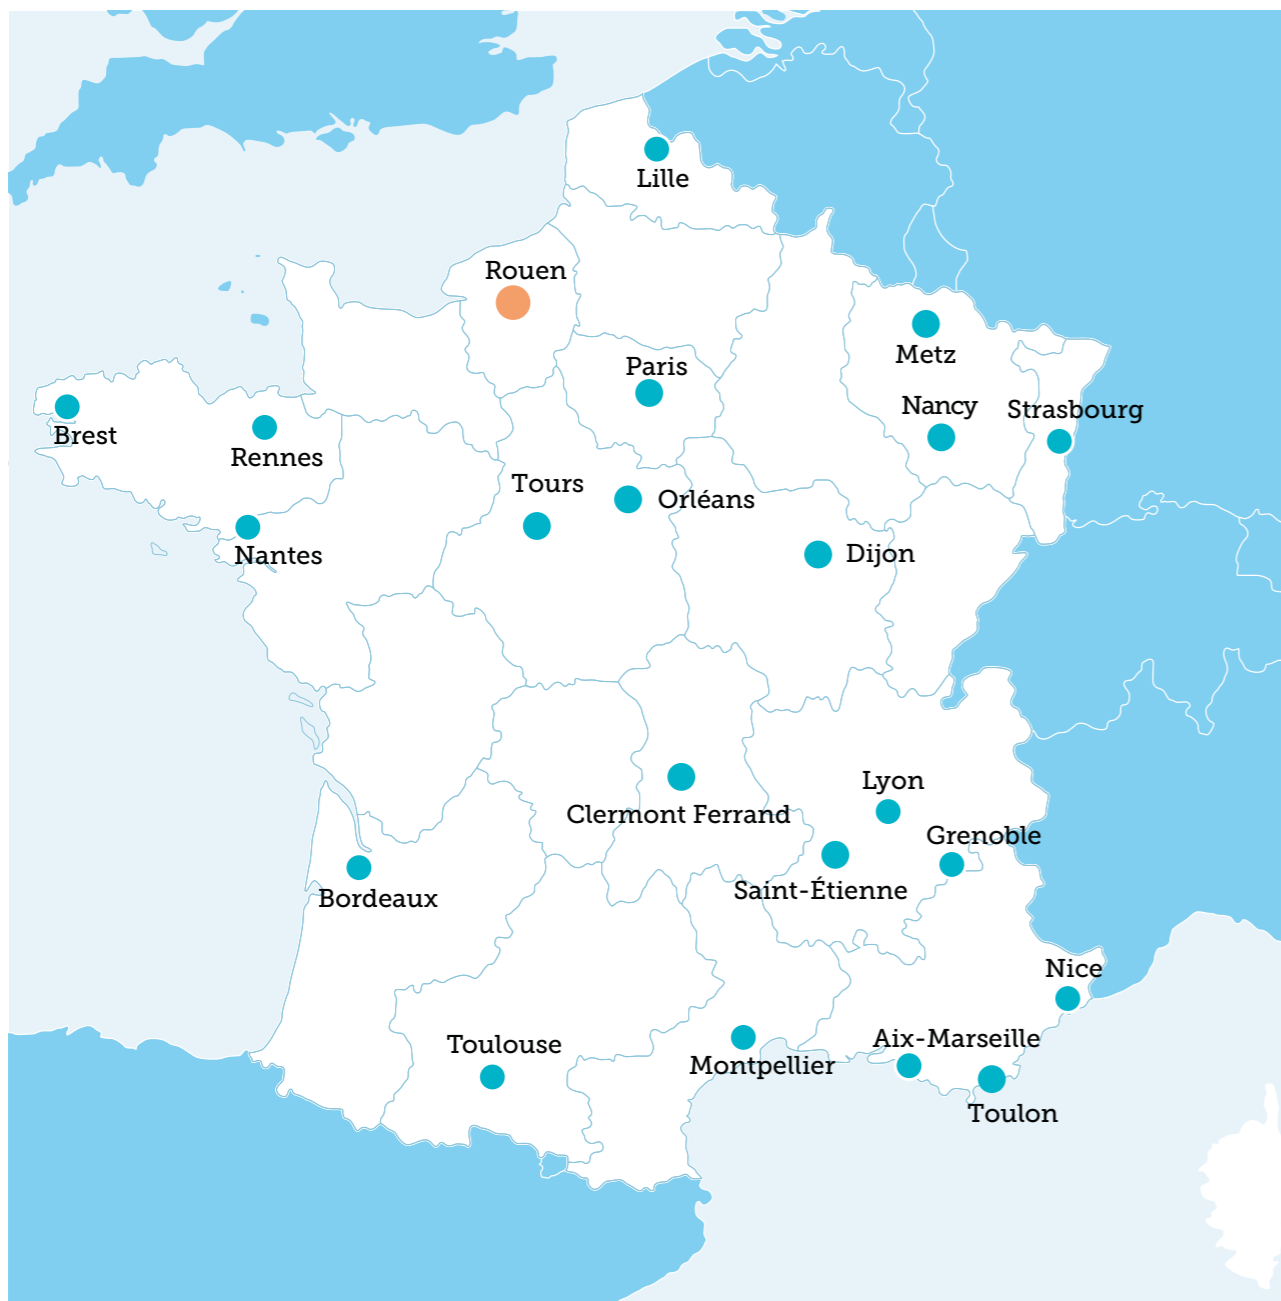 Lille
Rouen
Metz
Paris
Nancy
Strasbourg
Brest
Rennes
Tours
Orléans
Nantes
Dijon
Lyon
Clermont Ferrand
Grenoble
Saint-Étienne
Bordeaux
Nice
Aix-Marseille
Toulouse
Montpellier
Toulon